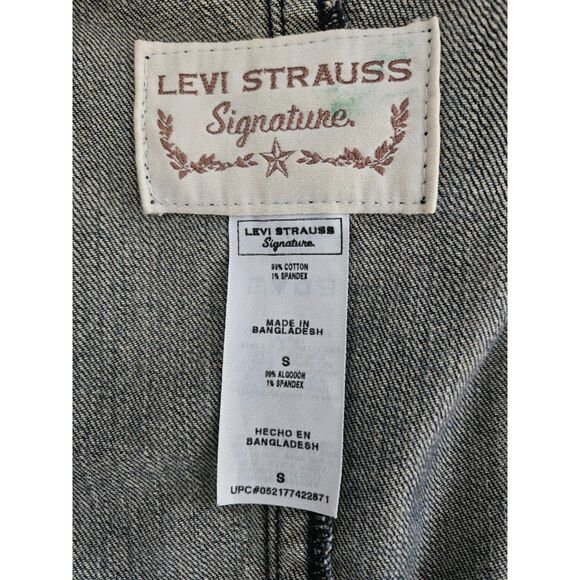 LEVI STRAUSS
Signature.
LEVI STRAUSS
Signature.
99% COTTON
1% SPANDEX
MADE IN
BANGLADESH
S
99% ALGODÓN
1% SPANDEX
HECHO EN
BANGLADESH
S
UPC#052177422871